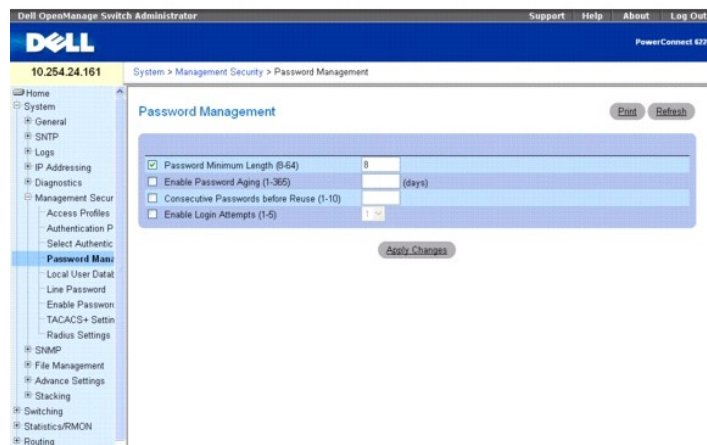 Dell OpenManage Switch Administrator Support Help About Log Out
DELL PowerConnect 622
10.254.24.161 System > Management Security > Password Management
Home
System
General
SNTP
Logs
IP Addressing
Diagnostics
Management Secur
Access Profiles
Authentication P
Select Authentic
Password Mana
Local User Datab
Line Password
Enable Passwor
TACACS+ Settin
Radius Settings
SNMP
File Management
Advance Settings
Stacking
Switching
Statistics/RMON
Routing
Password Management
Print Refresh
Password Minimum Length (8-64) 8
Enable Password Aging (1-365) (days)
Consecutive Passwords before Reuse (1-10)
Enable Login Attempts (1-5) 1
Apply Changes